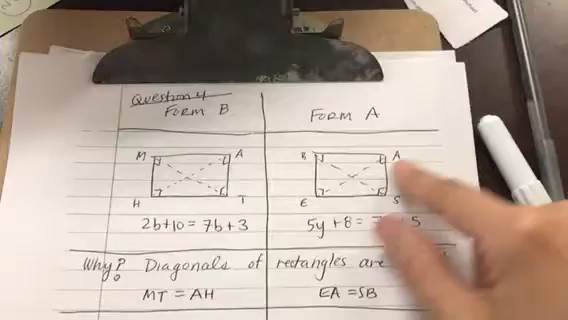 Question 4
FORM B
FORM A
M A
B A
H T
E S
2b+10 = 7b+3
5y+8 = 5
Why? Diagonals of rectangles are
MT = AH
EA = SB